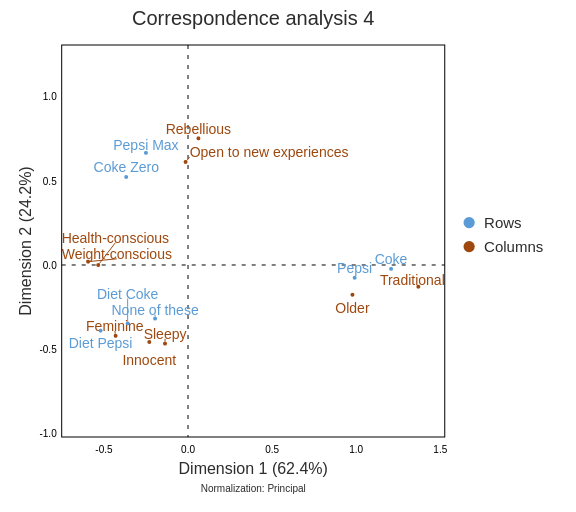 Correspondence analysis 4
1.0
Rebellious
Pepsi Max
Open to new experiences
Coke Zero
0.5
Rows
Health-conscious
Columns
Weight-conscious
Coke
Pepsi
0.0
Traditional
Diet Coke
None of these
Older
Feminine
Sleepy
Diet Pepsi
-0.5
Innocent
-1.0
Dimension 2 (24.2%)
-0.5
0.0
0.5
1.0
1.5
Dimension 1 (62.4%)
Normalization: Principal